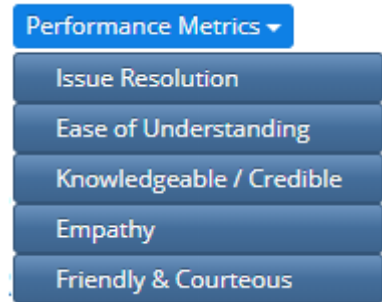 Performance Metrics
Issue Resolution
Ease of Understanding
Knowledgeable / Credible
Empathy
Friendly & Courteous